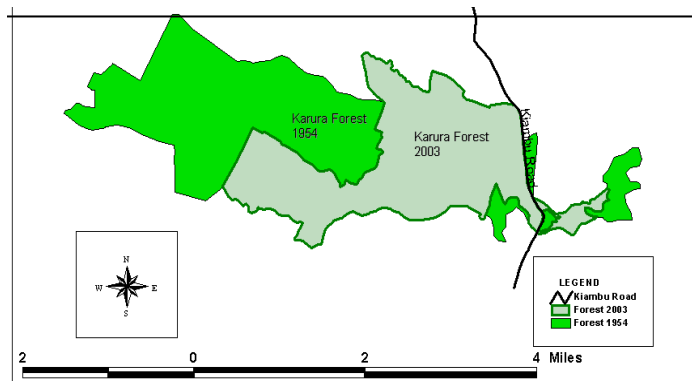 Karura Forest
1954
Karura Forest
2003
Kiambu Road
N
W E
S
LEGEND
Kiambu Road
Forest 2003
Forest 1954
2 0 2 4 Miles